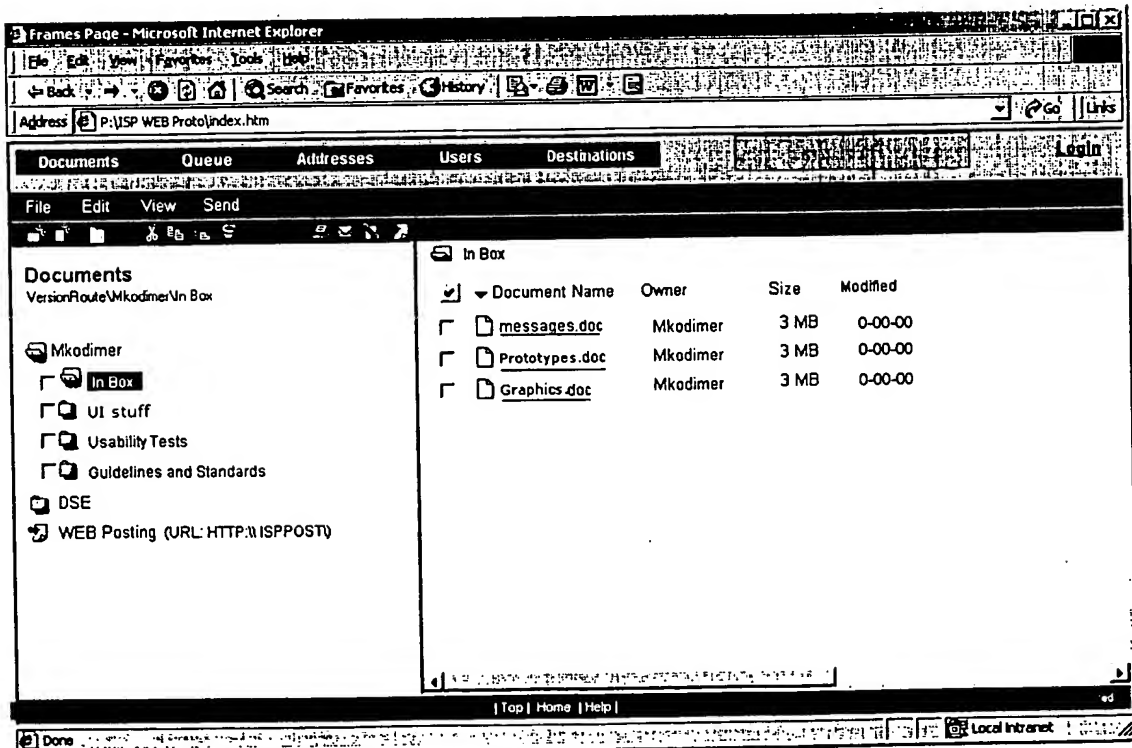 Frames Page - Microsoft Internet Explorer
File Edit View Favorites Tools Help
Back Search Favorites History
Address P:\ISP WEB Proto\index.htm Go Links
Documents Queue Addresses Users Destinations Login
File Edit View Send
Documents
VersionRoute\Mkodimer\In Box
Mkodimer
In Box
UI stuff
Usability Tests
Guidelines and Standards
DSE
WEB Posting (URL: HTTP:\\ISPPOST\)
In Box
Document Name Owner Size Modified
messages.doc Mkodimer 3 MB 0-00-00
Prototypes.doc Mkodimer 3 MB 0-00-00
Graphics.doc Mkodimer 3 MB 0-00-00
| Top | Home | Help |
Done Local intranet